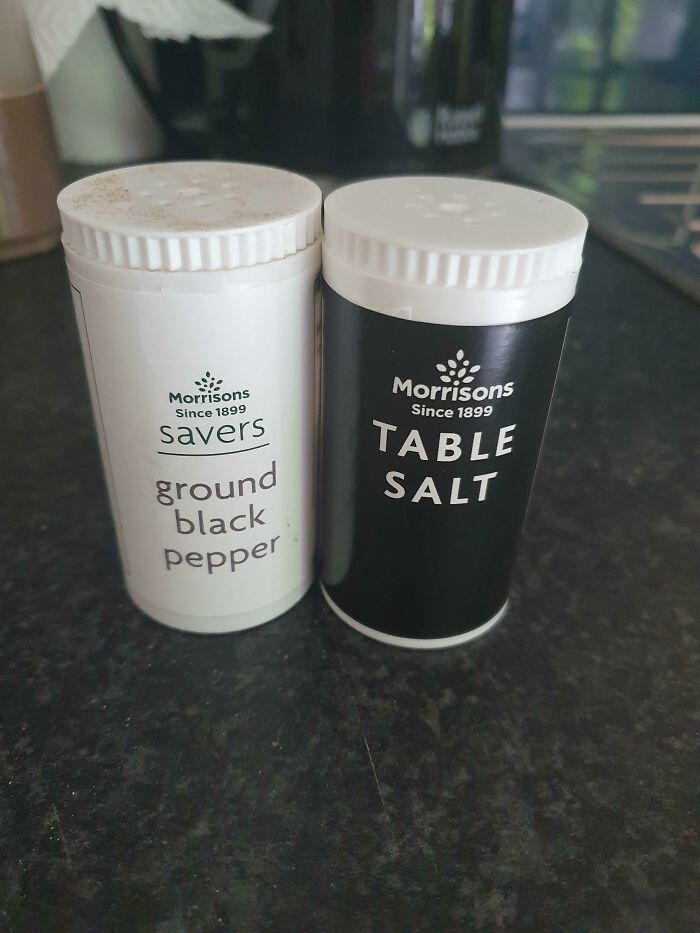 Morrisons
Since 1899
savers
ground
black
pepper
Morrisons
Since 1899
TABLE
SALT